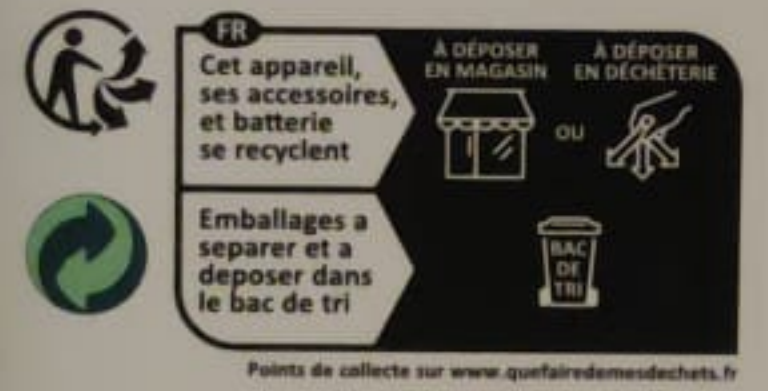 FR
Cet appareil,
ses accessoires,
et batterie
se recyclent
À DÉPOSER
EN MAGASIN
OU
À DÉPOSER
EN DÉCHÈTERIE
Emballages a
separer et a
deposer dans
le bac de tri
BAC
DE
TRI
Points de collecte sur www.quefairedemesdechets.fr